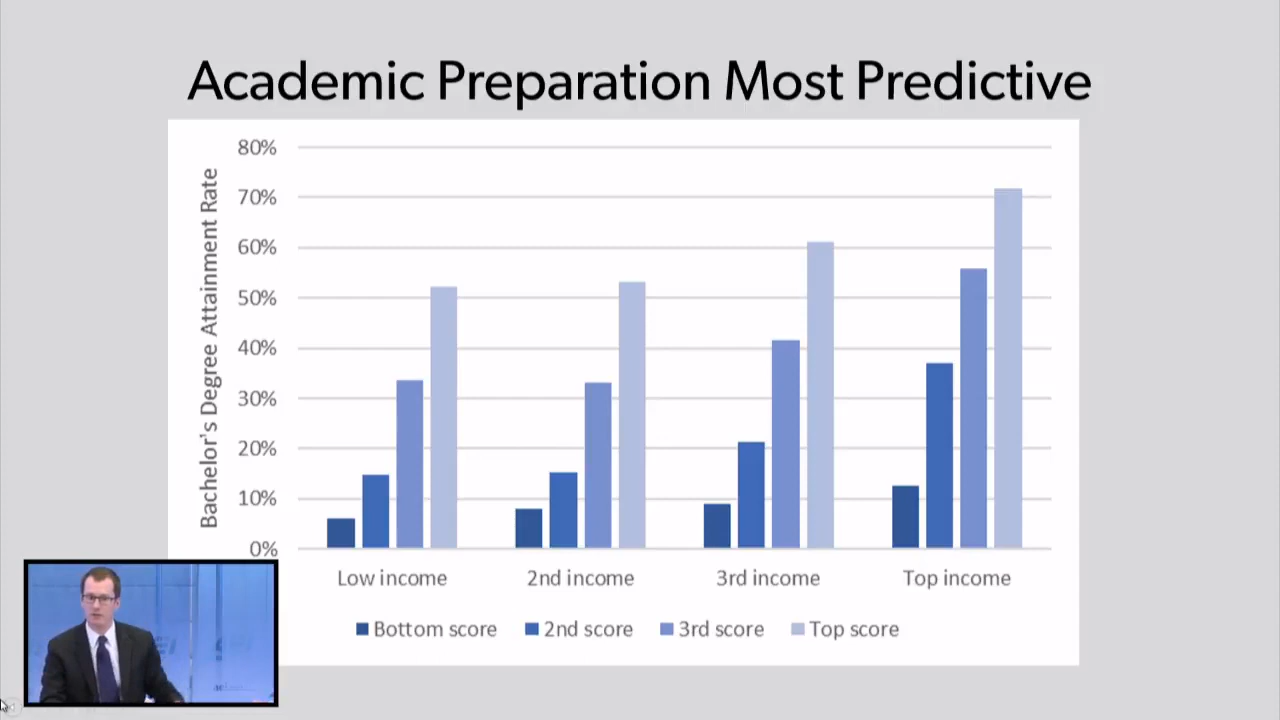 Academic Preparation Most Predictive
Bachelor's Degree Attainment Rate
80%
70%
60%
50%
40%
30%
20%
10%
0%
Low income 2nd income 3rd income Top income
Bottom score 2nd score 3rd score Top score